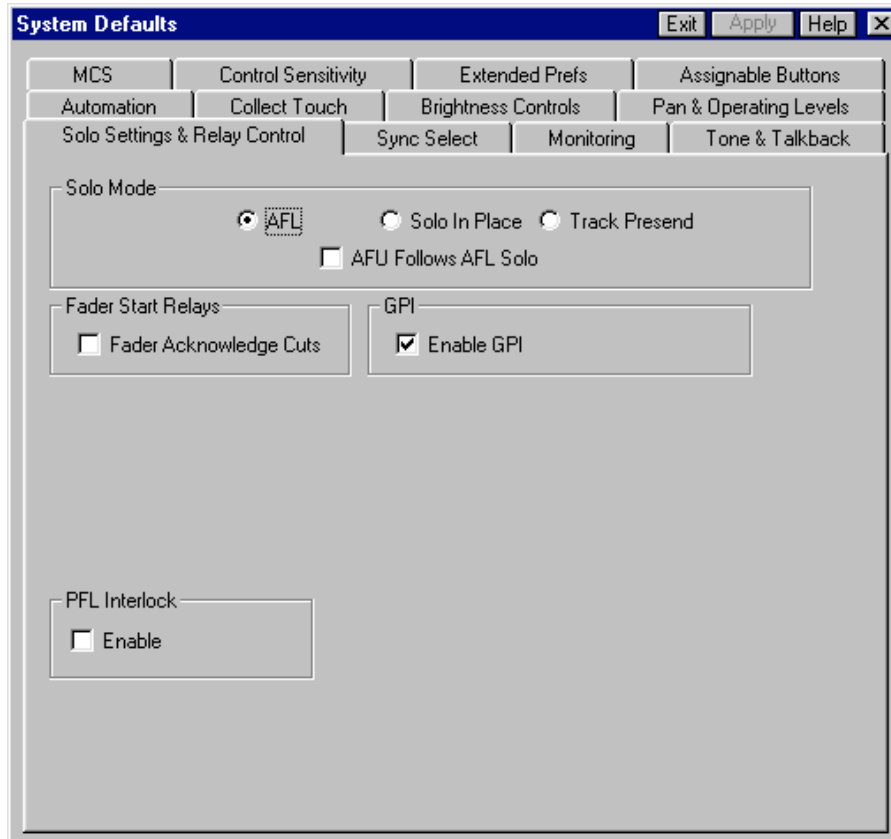 System Defaults Exit Apply Help
MCS Control Sensitivity Extended Prefs Assignable Buttons
Automation Collect Touch Brightness Controls Pan & Operating Levels
Solo Settings & Relay Control Sync Select Monitoring Tone & Talkback
Solo Mode
AFL Solo In Place Track Presend
AFU Follows AFL Solo
Fader Start Relays GPI
Fader Acknowledge Cuts Enable GPI
PFL Interlock
Enable